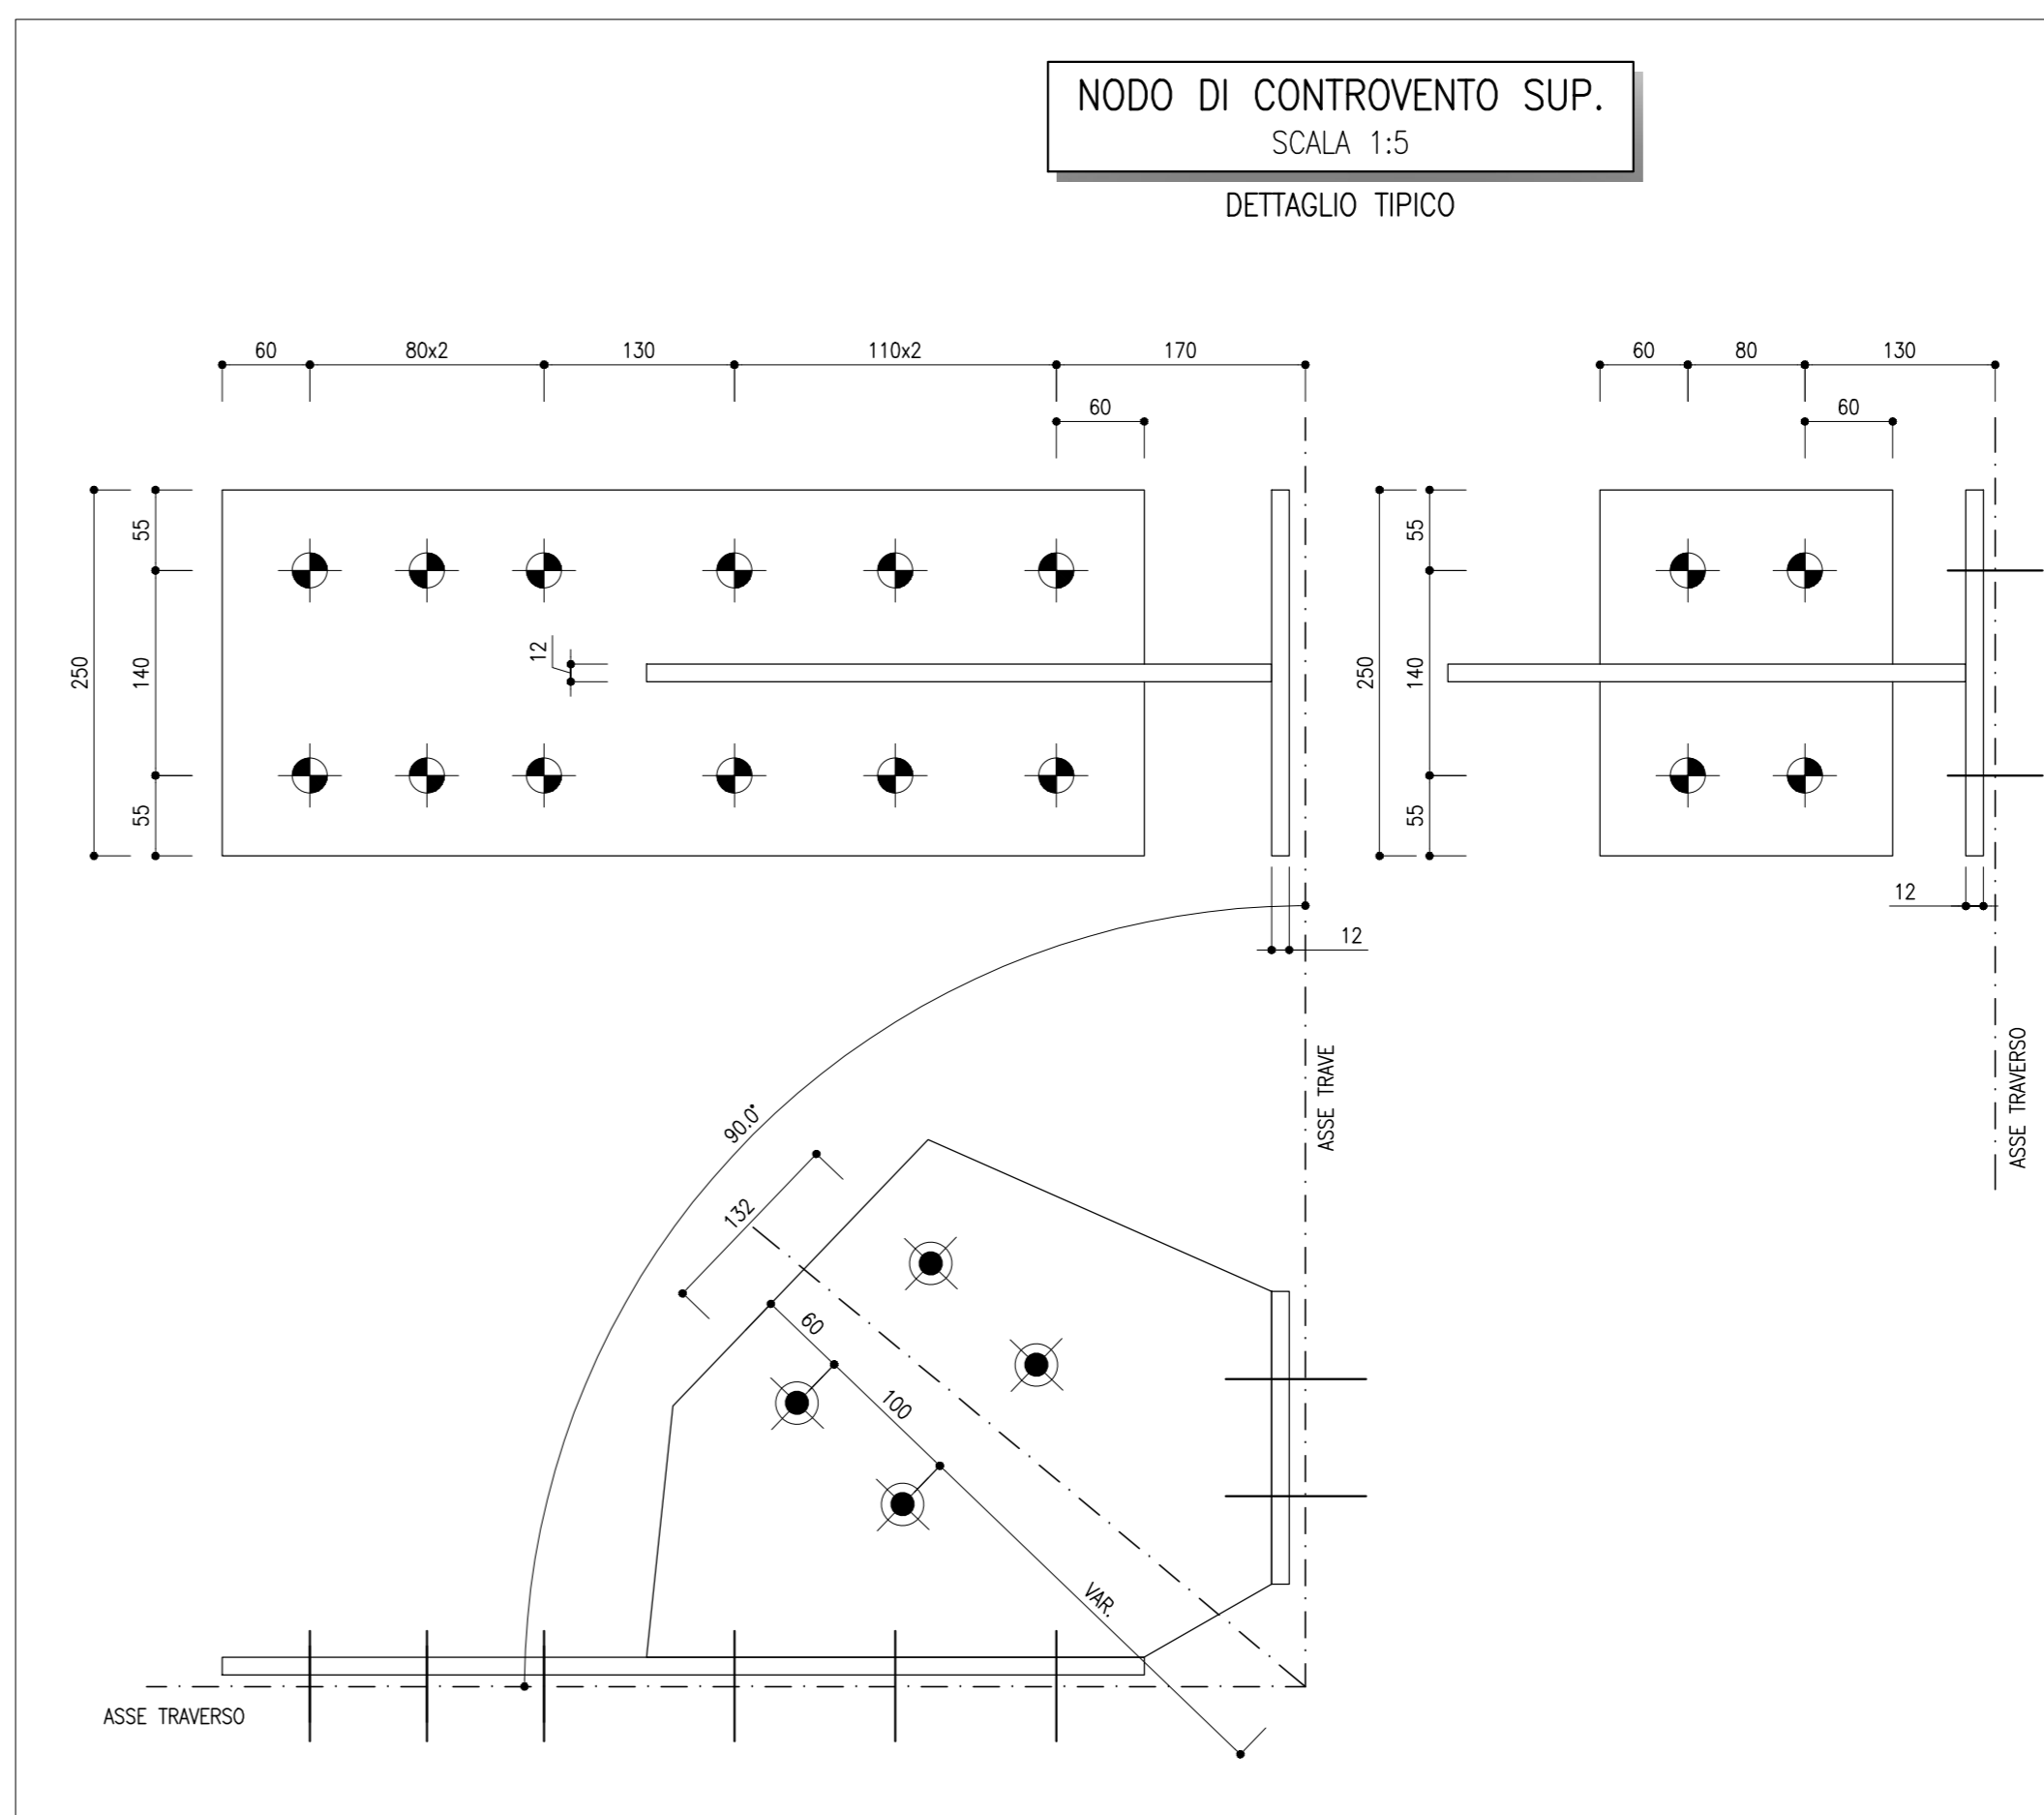 NODO DI CONTROVENTO SUP.
SCALA 1:5
DETTAGLIO TIPICO
60 80x2 130 110x2 170
60 80 130
60
60
55
140
55
250
12
55
140
55
250
12
12
ASSE TRAVE
ASSE TRAVERSO
90.0°
132
60
100
VAR.
ASSE TRAVERSO